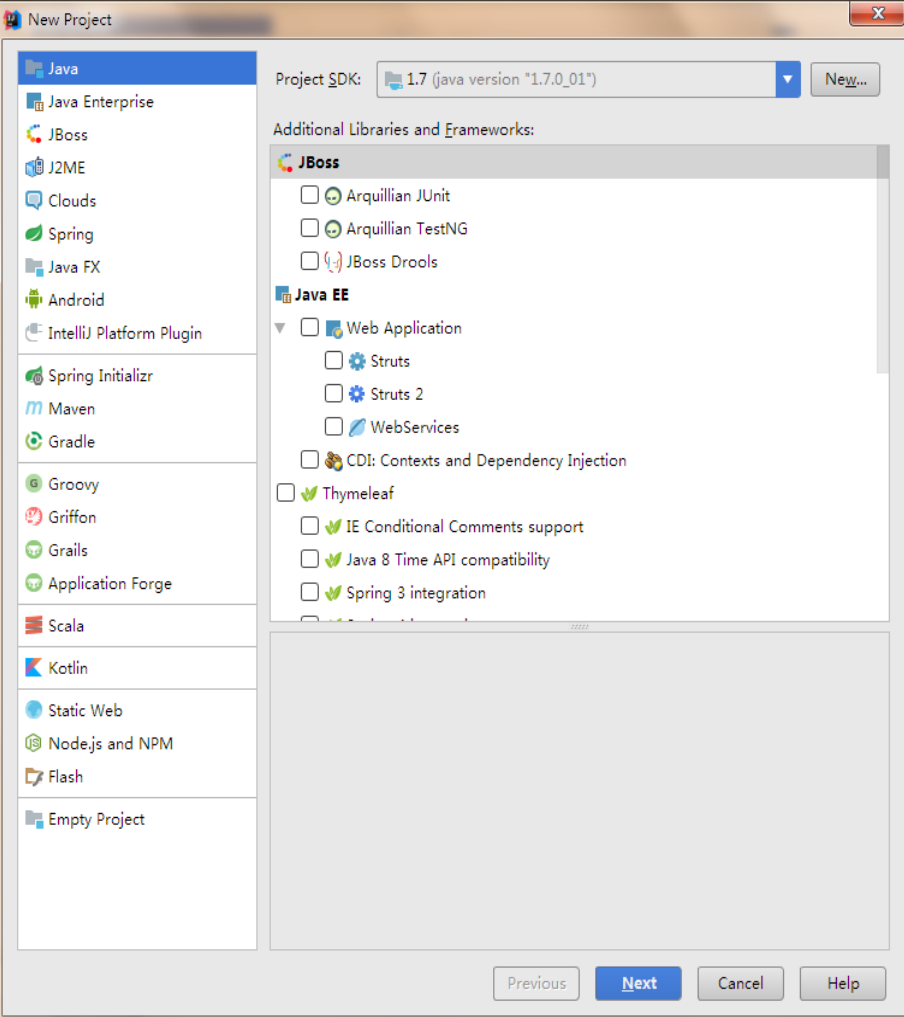 New Project
Java
Java Enterprise
JBoss
J2ME
Clouds
Spring
Java FX
Android
IntelliJ Platform Plugin
Spring Initializr
Maven
Gradle
Groovy
Griffon
Grails
Application Forge
Scala
Kotlin
Static Web
Node.js and NPM
Flash
Empty Project
Project SDK: 1.7 (java version "1.7.0_01") New...
Additional Libraries and Frameworks:
JBoss
Arquillian JUnit
Arquillian TestNG
JBoss Drools
Java EE
Web Application
Struts
Struts 2
WebServices
CDI: Contexts and Dependency Injection
Thymeleaf
IE Conditional Comments support
Java 8 Time API compatibility
Spring 3 integration
Previous Next Cancel Help